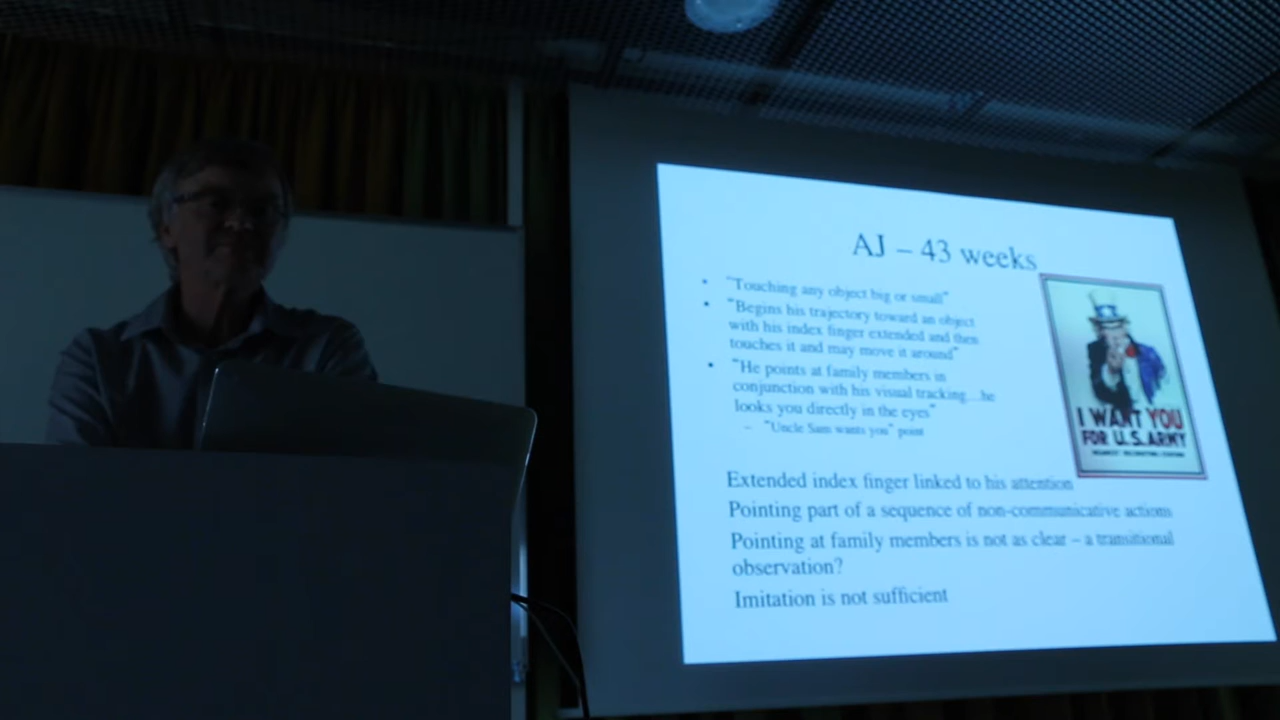 AJ – 43 weeks
• "Touching any object big or small"
• "Begins his trajectory toward an object
with his index finger extended and then
touches it and may move it around"
• "He points at family members in
conjunction with his visual tracking…he
looks you directly in the eyes"
– "Uncle Sam wants you" point
I WANT YOU
FOR U.S. ARMY
NEAREST RECRUITING STATION
Extended index finger linked to his attention
Pointing part of a sequence of non-communicative actions
Pointing at family members is not as clear – a transitional
observation?
Imitation is not sufficient